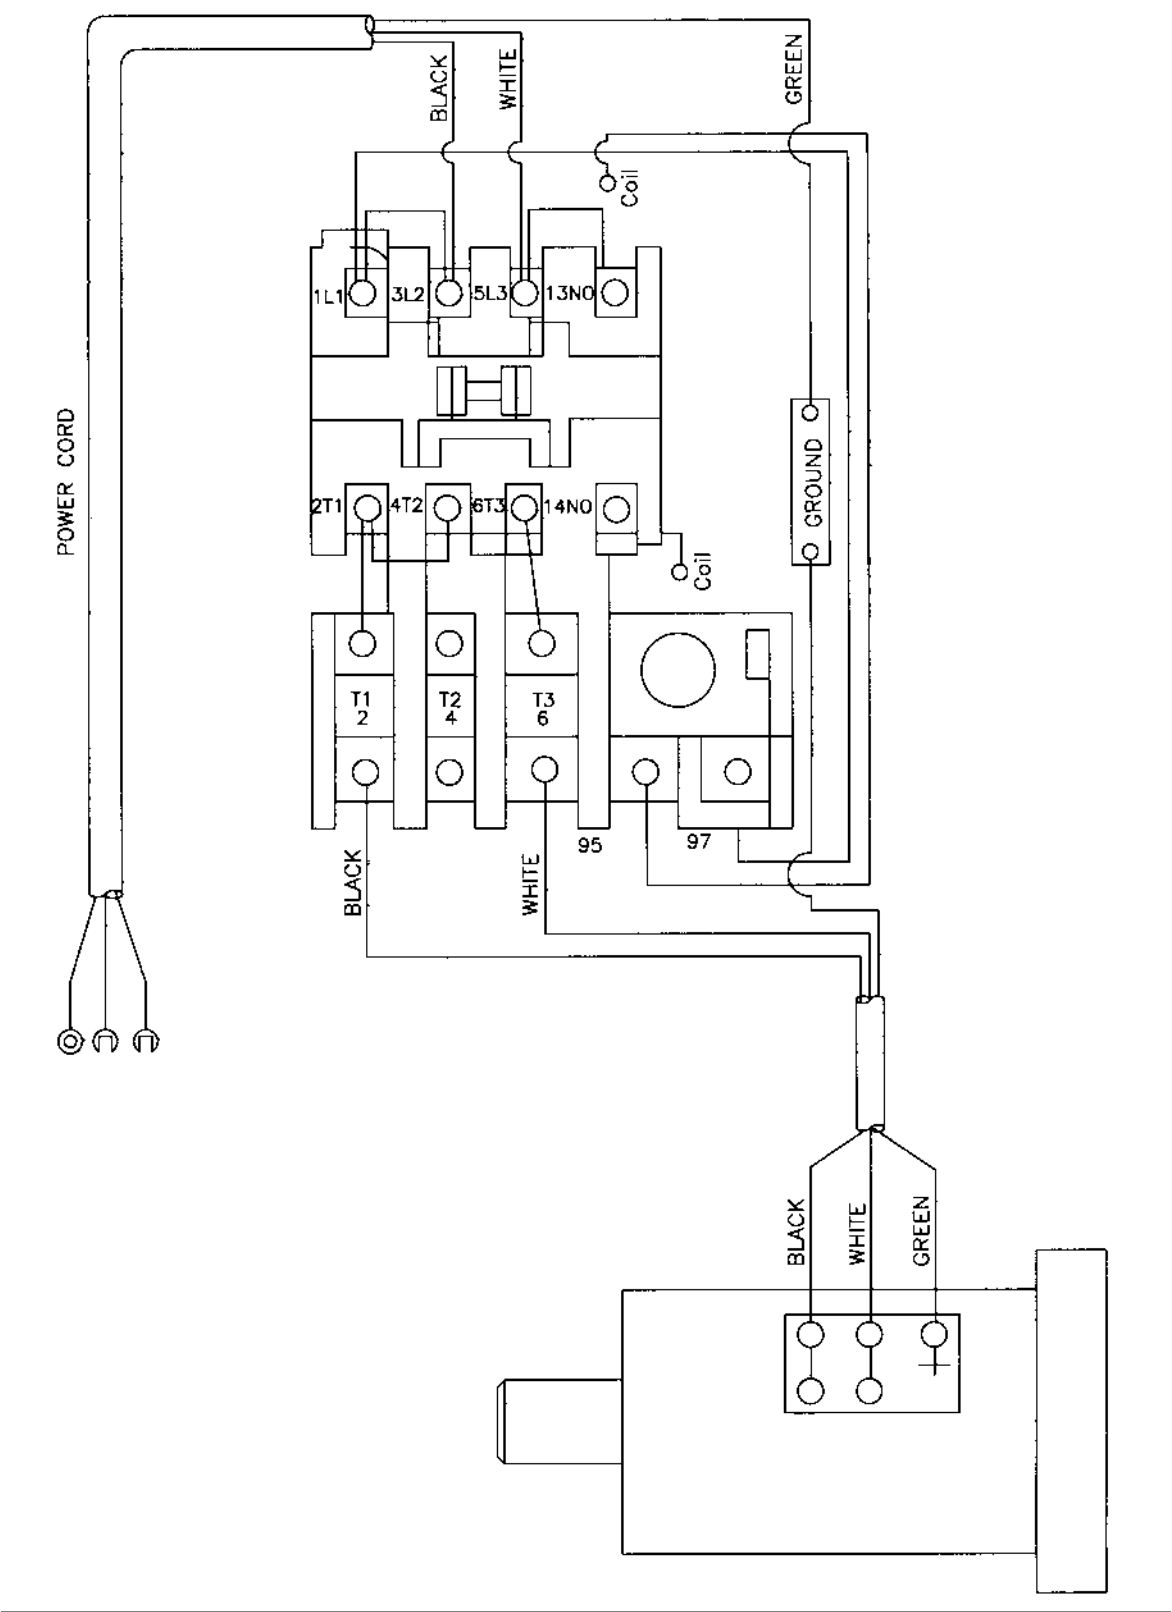 BLACK
WHITE
GREEN
Coil
1L1
3L2
5L3
13NO
POWER CORD
GROUND
2T1
4T2
6T3
14NO
Coil
T1
2
T2
4
T3
6
95
97
BLACK
WHITE
BLACK
WHITE
GREEN